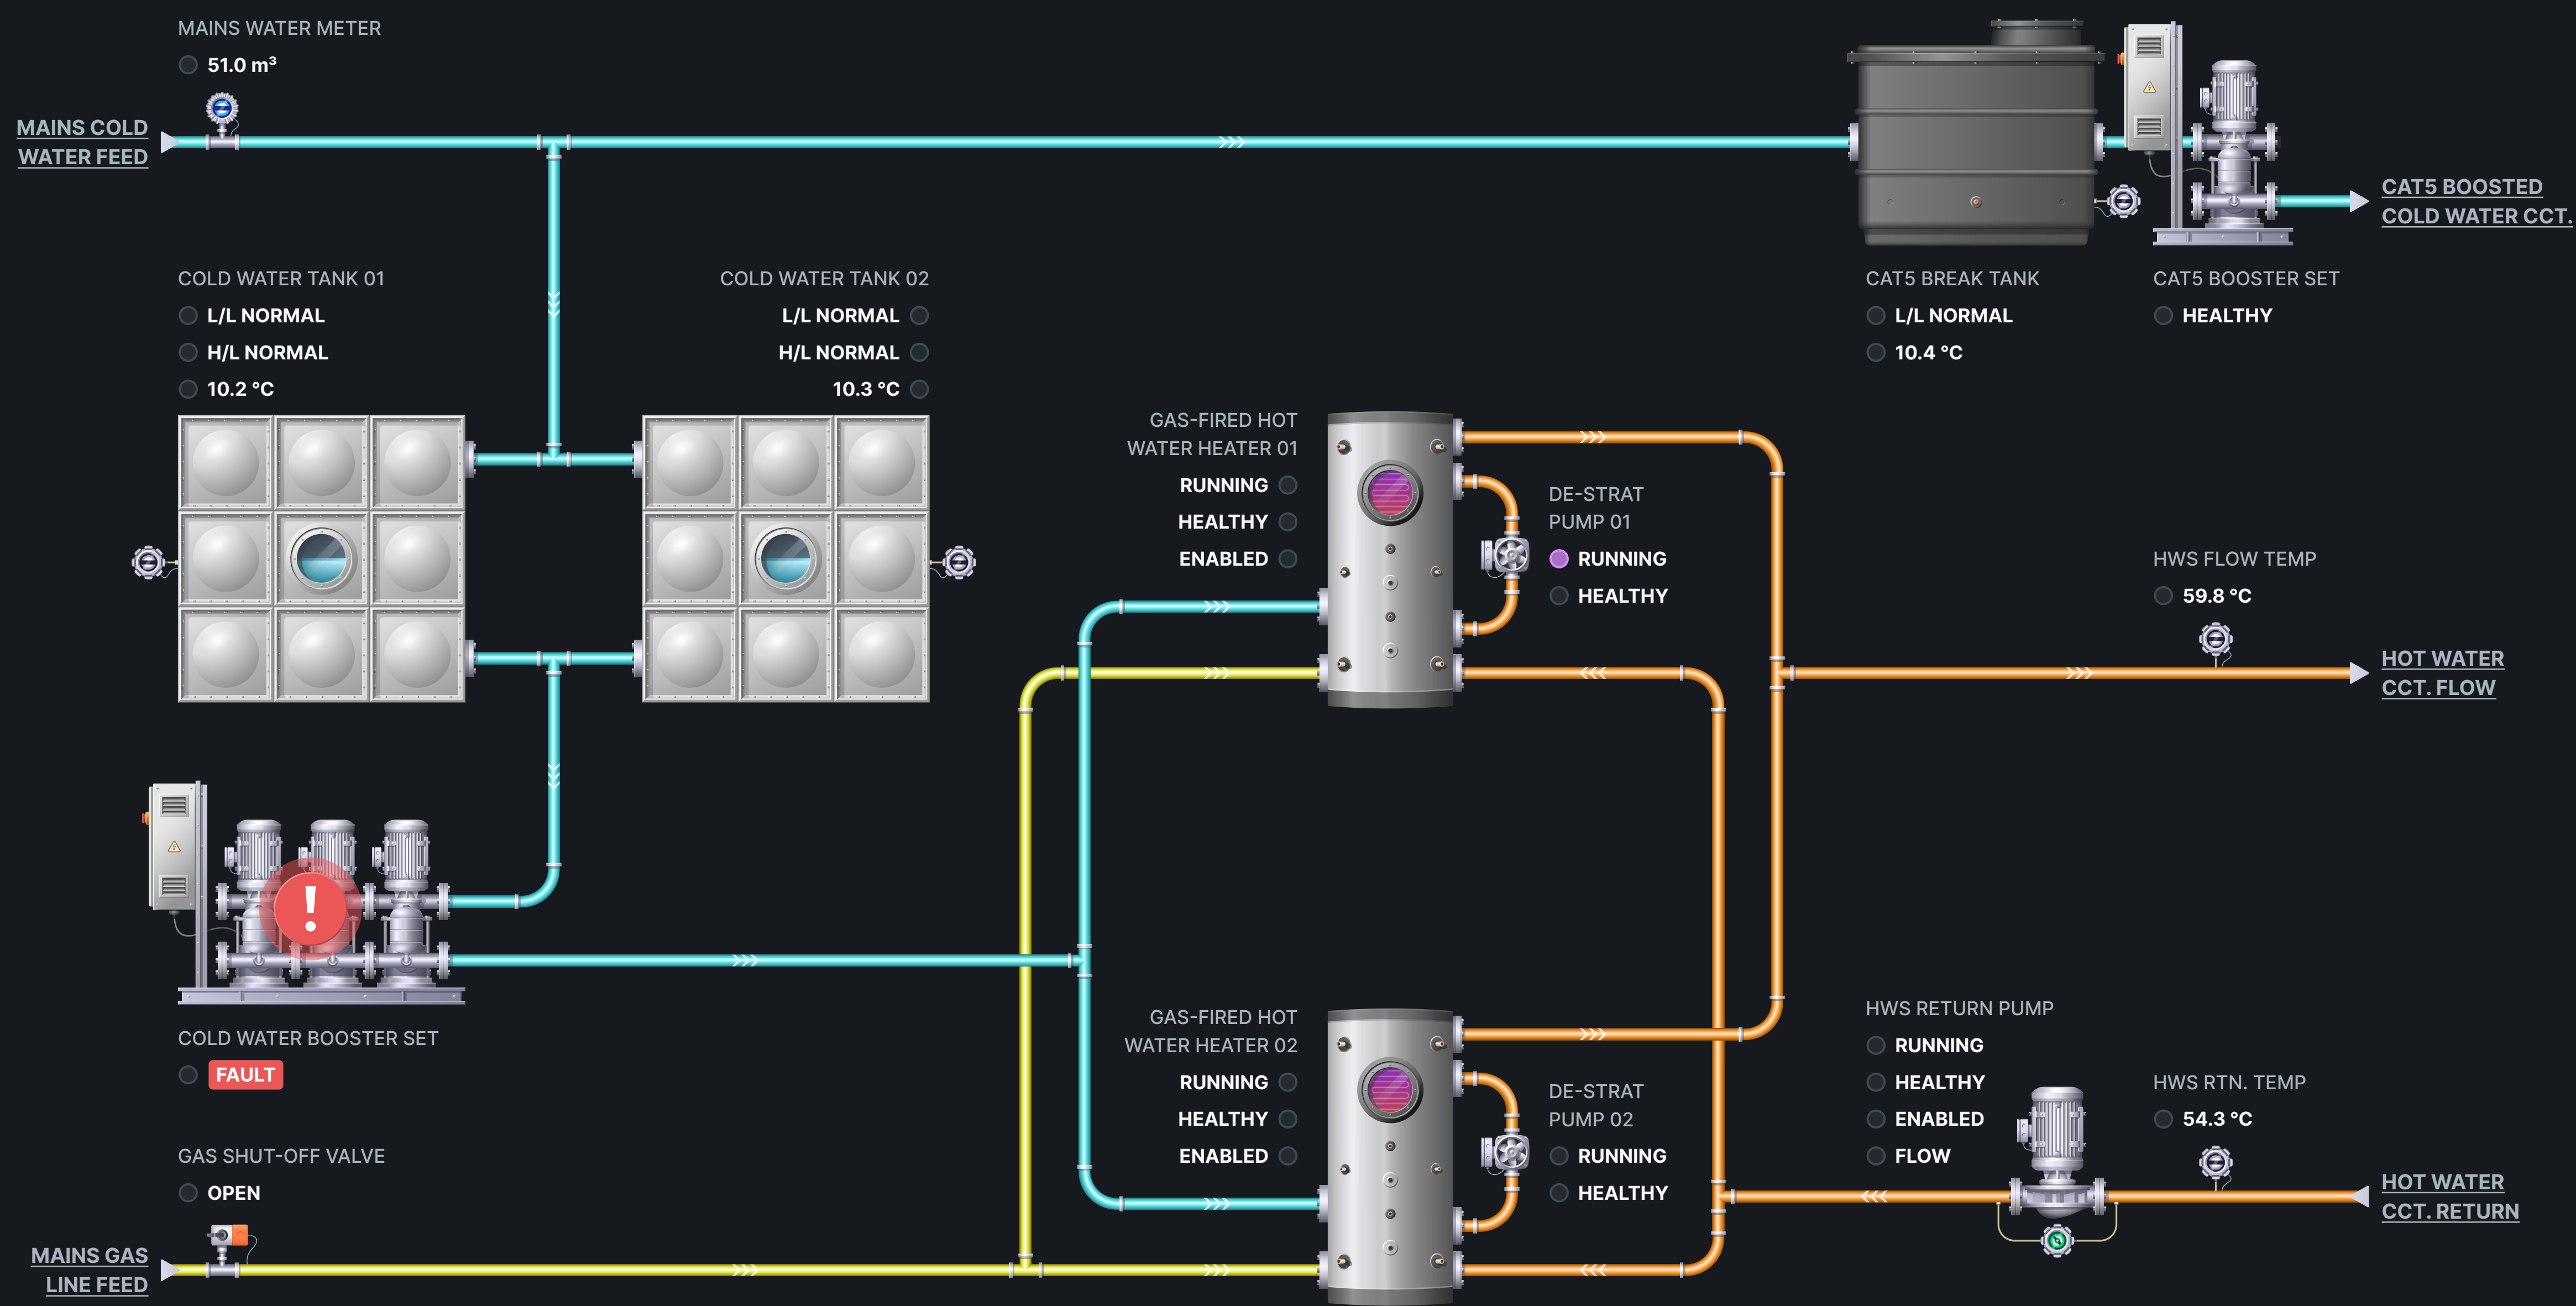 MAINS WATER METER
51.0 m³
MAINS COLD
WATER FEED
CAT5 BOOSTED
COLD WATER CCT.
COLD WATER TANK 01
L/L NORMAL
H/L NORMAL
10.2 °C
COLD WATER TANK 02
L/L NORMAL
H/L NORMAL
10.3 °C
CAT5 BREAK TANK
L/L NORMAL
10.4 °C
CAT5 BOOSTER SET
HEALTHY
GAS-FIRED HOT
WATER HEATER 01
RUNNING
HEALTHY
ENABLED
DE-STRAT
PUMP 01
RUNNING
HEALTHY
HWS FLOW TEMP
59.8 °C
HOT WATER
CCT. FLOW
COLD WATER BOOSTER SET
FAULT
GAS-FIRED HOT
WATER HEATER 02
RUNNING
HEALTHY
ENABLED
DE-STRAT
PUMP 02
RUNNING
HEALTHY
HWS RETURN PUMP
RUNNING
HEALTHY
ENABLED
FLOW
HWS RTN. TEMP
54.3 °C
HOT WATER
CCT. RETURN
GAS SHUT-OFF VALVE
OPEN
MAINS GAS
LINE FEED